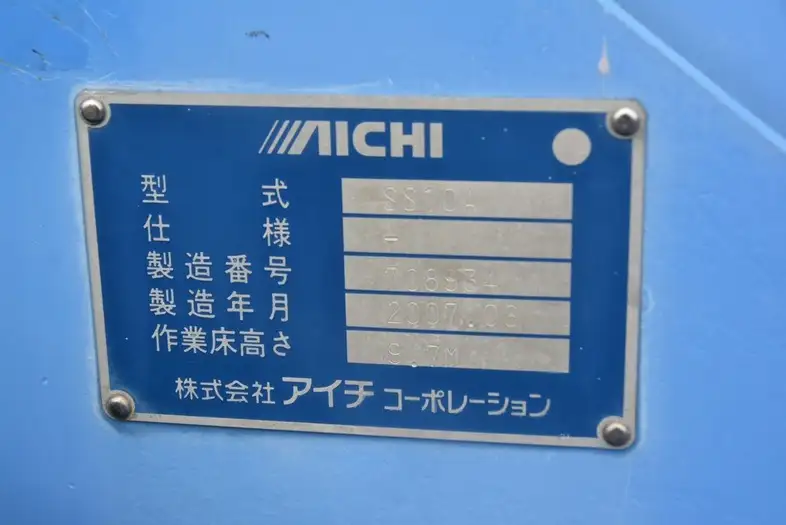 AICHI
型式 SS10A
仕様 -
製造番号
製造年月 2007.03
作業床高さ 9.7M
株式会社 アイチ コーポレーション